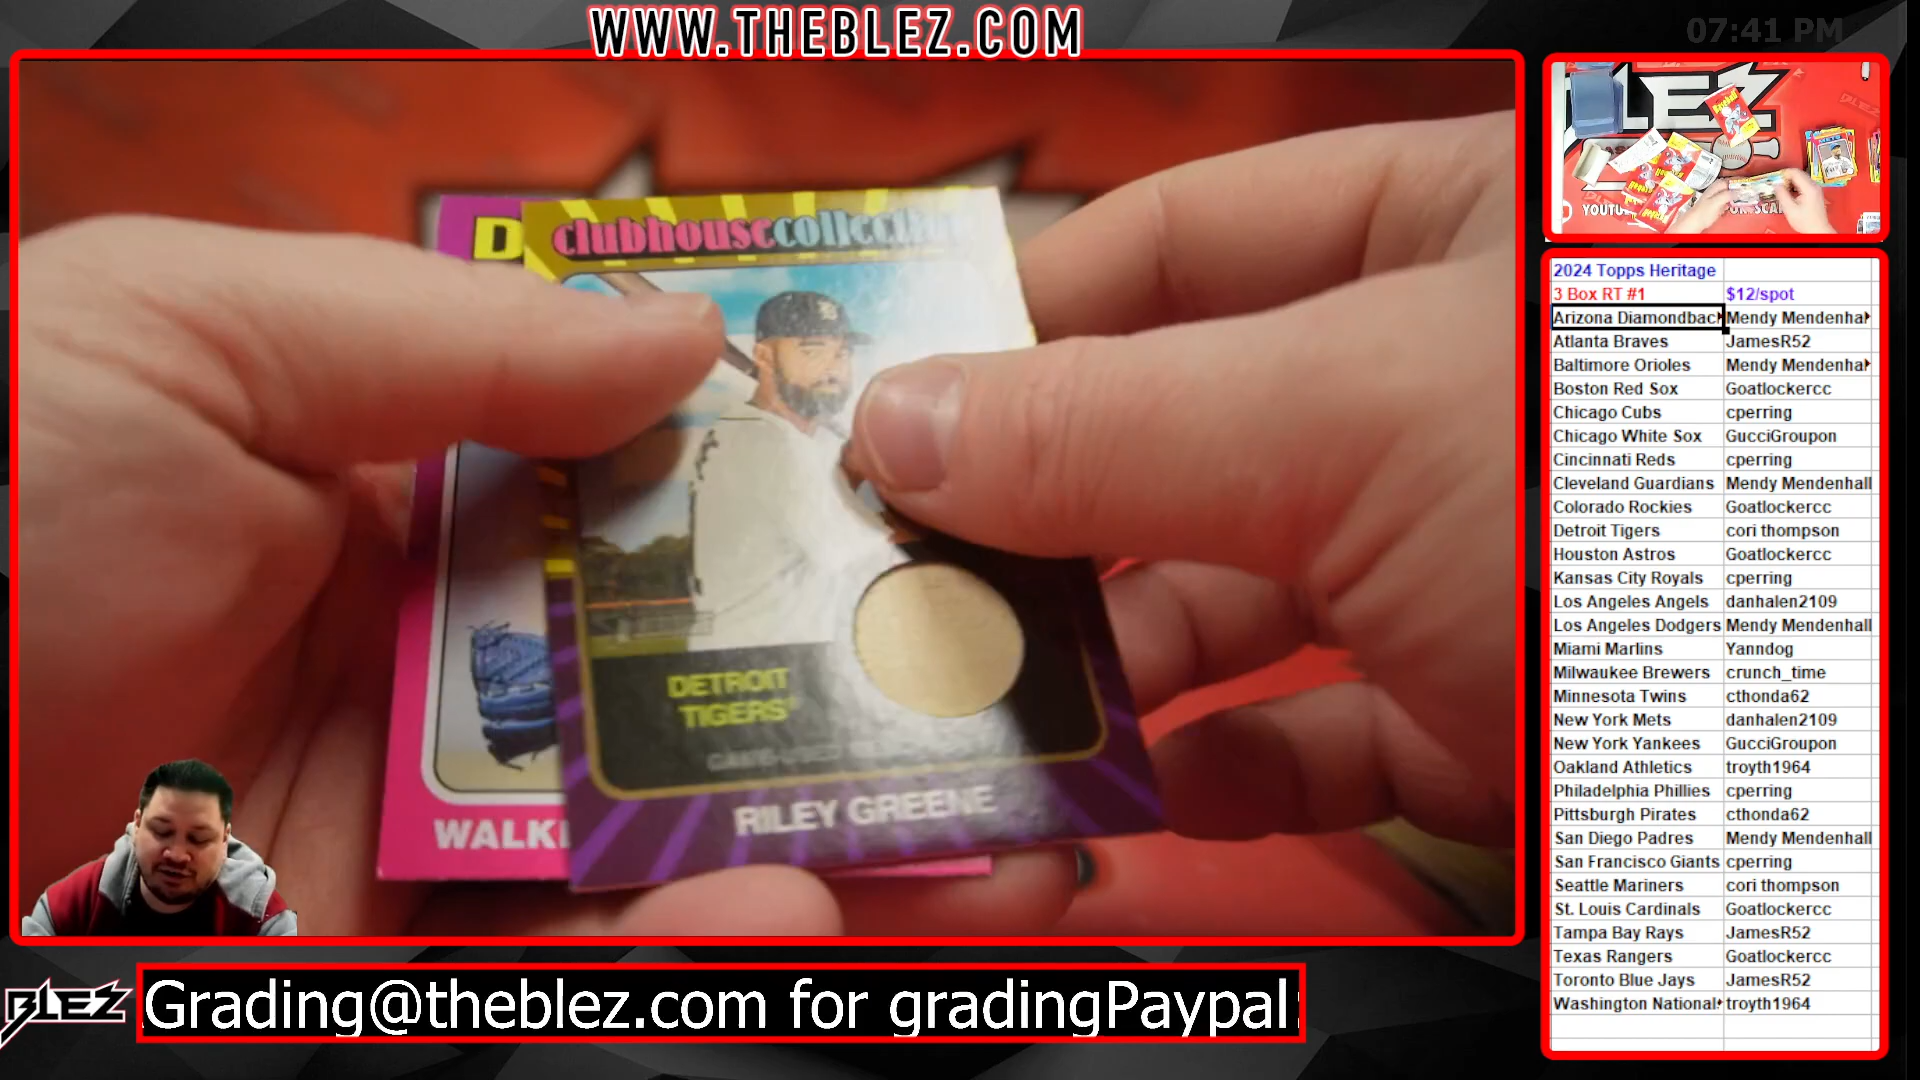 WWW.THEBLEZ.COM
07:41 PM
D
clubhouse
DETROIT
TIGERS
RILEY GREENE
WALK
YOUTU
2024 Topps Heritage
3 Box RT #1 $12/spot
Arizona Diamondback Mendy Mendenhal
Atlanta Braves JamesR52
Baltimore Orioles Mendy Mendenhal
Boston Red Sox Goatlockercc
Chicago Cubs cperring
Chicago White Sox GucciGroupon
Cincinnati Reds cperring
Cleveland Guardians Mendy Mendenhall
Colorado Rockies Goatlockercc
Detroit Tigers cori thompson
Houston Astros Goatlockercc
Kansas City Royals cperring
Los Angeles Angels danhalen2109
Los Angeles Dodgers Mendy Mendenhall
Miami Marlins Yanndog
Milwaukee Brewers crunch_time
Minnesota Twins cthonda62
New York Mets danhalen2109
New York Yankees GucciGroupon
Oakland Athletics troyth1964
Philadelphia Phillies cperring
Pittsburgh Pirates cthonda62
San Diego Padres Mendy Mendenhall
San Francisco Giants cperring
Seattle Mariners cori thompson
St. Louis Cardinals Goatlockercc
Tampa Bay Rays JamesR52
Texas Rangers Goatlockercc
Toronto Blue Jays JamesR52
Washington National troyth1964
BLEZ
Grading@theblez.com for gradingPaypal: